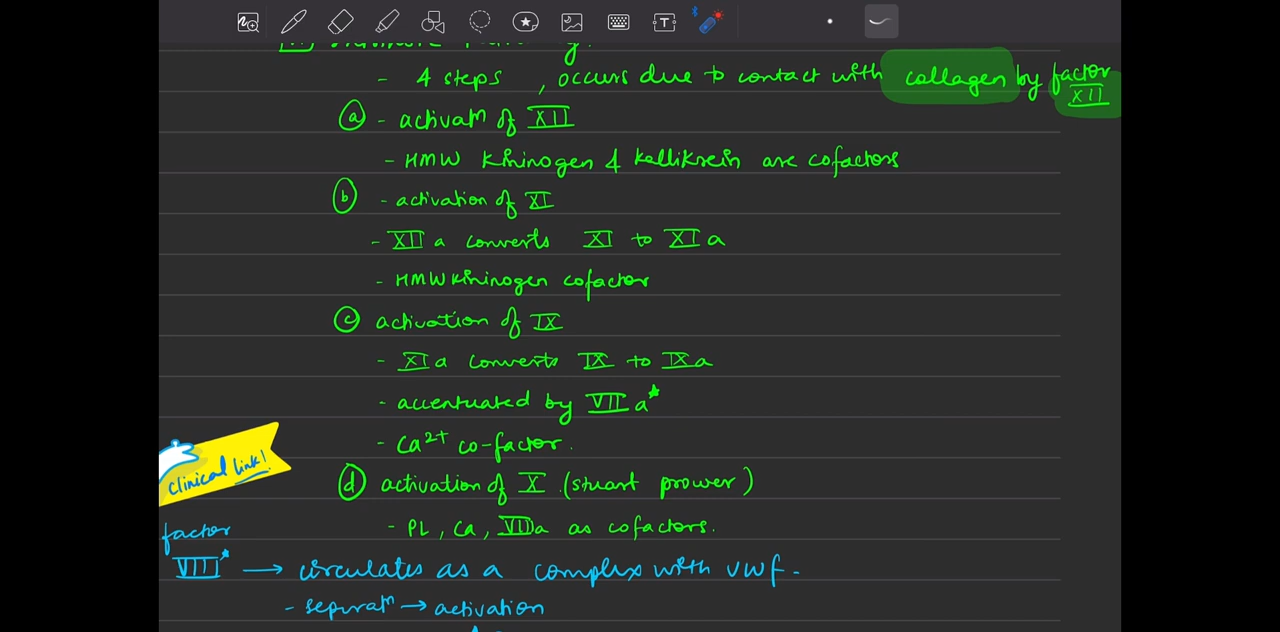 - 4 steps , occurs due to contact with collagen by factor XII
(a) - activatn of XII
- HMW Kininogen & kallikrein are cofactors
(b) - activation of XI
- XII a converts XI to XI a
- HMW Kininogen cofactor
(c) activation of IX
- XI a converts IX to IX a
- accentuated by VII a*
- Ca2+ co-factor.
(d) activation of X (stuart prower)
- PL, Ca, VIII a as cofactors.
Clinical link!
factor
VIII* → circulates as a complex with vwf.
- separatn → activation